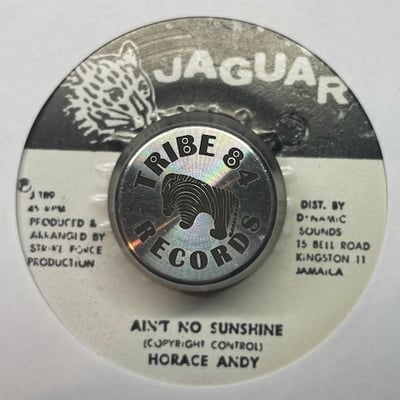 JAGUAR
TRIBE 84
RECORDS
J 189
45 RPM
PRODUCED &
ARRANGED BY
STRIKE FORCE
PRODUCTION
DIST. BY
DYNAMIC
SOUNDS
15 BELL ROAD
KINGSTON 11
JAMAICA
AIN'T NO SUNSHINE
(COPYRIGHT CONTROL)
HORACE ANDY